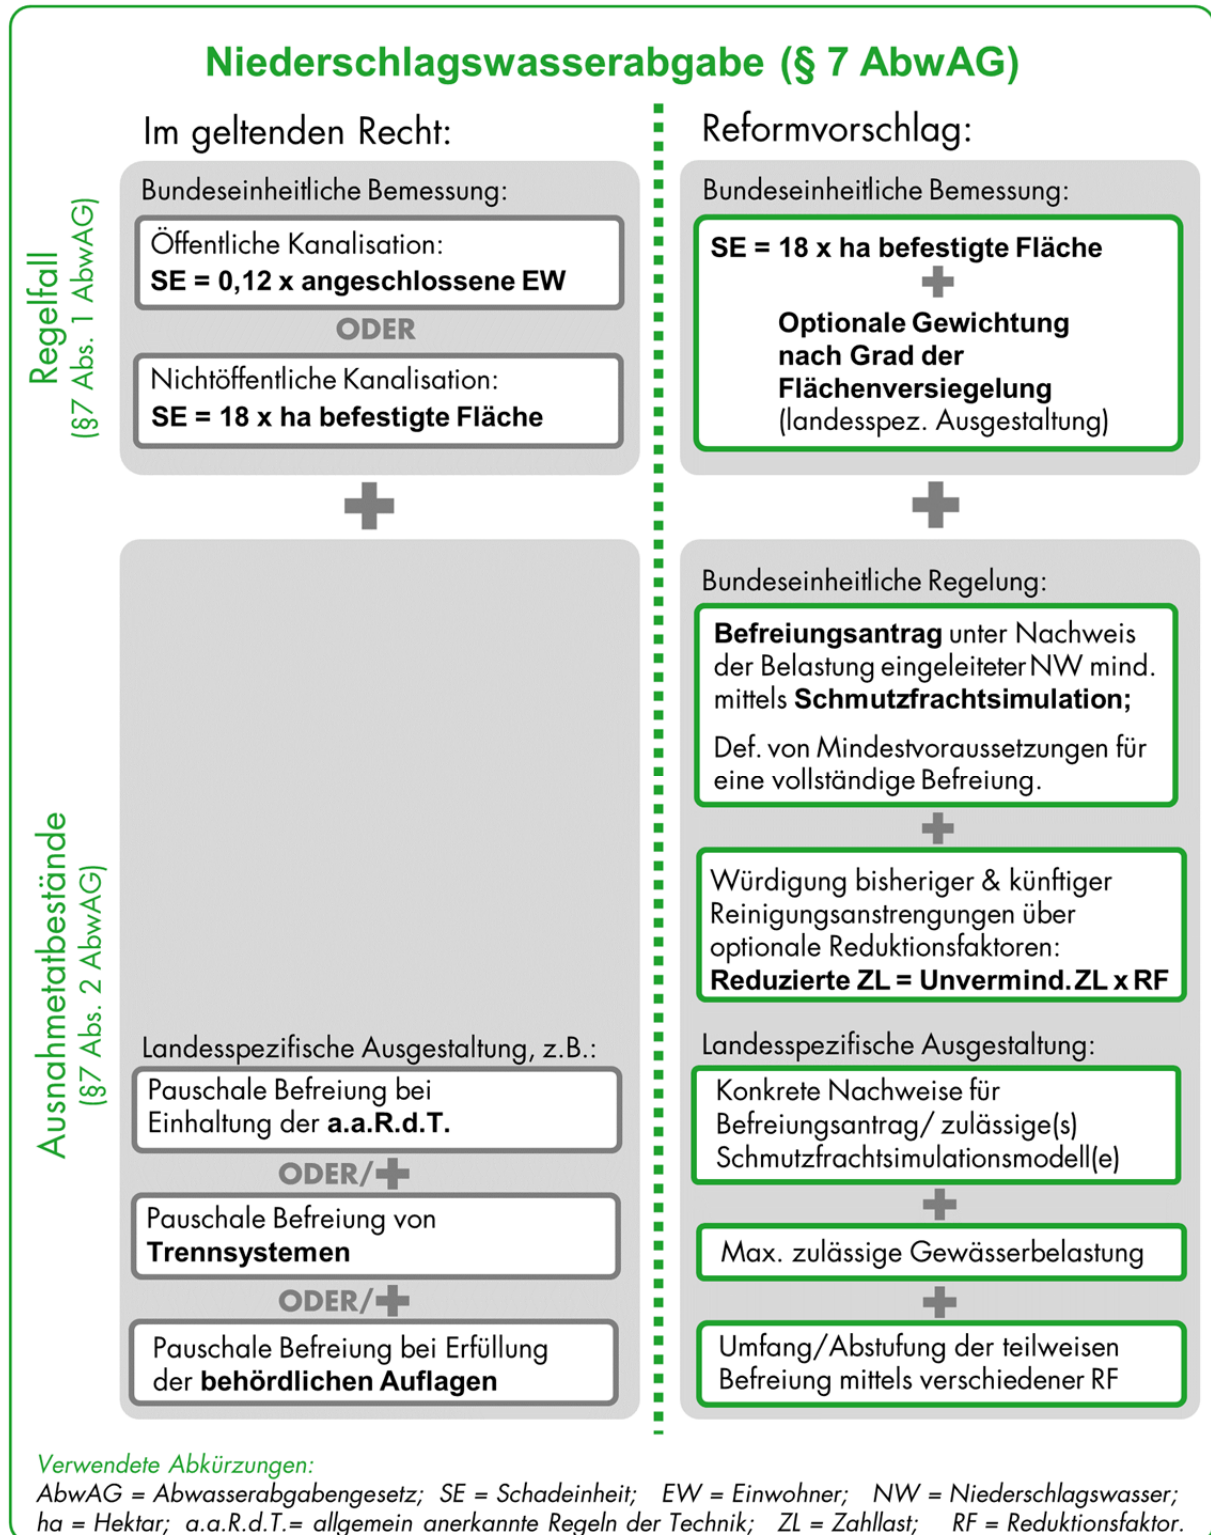 Niederschlagswasserabgabe (§ 7 AbwAG)
Im geltenden Recht:
Regelfall
(§7 Abs. 1 AbwAG)
Bundeseinheitliche Bemessung:
Öffentliche Kanalisation:
SE = 0,12 x angeschlossene EW
ODER
Nichtöffentliche Kanalisation:
SE = 18 x ha befestigte Fläche
+
Ausnahmetatbestände
(§7 Abs. 2 AbwAG)
Landesspezifische Ausgestaltung, z.B.:
Pauschale Befreiung bei
Einhaltung der a.a.R.d.T.
ODER/+
Pauschale Befreiung von
Trennsystemen
ODER/+
Pauschale Befreiung bei Erfüllung
der behördlichen Auflagen
Reformvorschlag:
Bundeseinheitliche Bemessung:
SE = 18 x ha befestigte Fläche
+
Optionale Gewichtung
nach Grad der
Flächenversiegelung
(landesspez. Ausgestaltung)
+
Bundeseinheitliche Regelung:
Befreiungsantrag unter Nachweis
der Belastung eingeleiteter NW mind.
mittels Schmutzfrachtsimulation;
Def. von Mindestvoraussetzungen für
eine vollständige Befreiung.
+
Würdigung bisheriger & künftiger
Reinigungsanstrengungen über
optionale Reduktionsfaktoren:
Reduzierte ZL = Unvermind. ZL x RF
Landesspezifische Ausgestaltung:
Konkrete Nachweise für
Befreiungsantrag/ zulässige(s)
Schmutzfrachtsimulationsmodell(e)
+
Max. zulässige Gewässerbelastung
+
Umfang/Abstufung der teilweisen
Befreiung mittels verschiedener RF
Verwendete Abkürzungen:
AbwAG = Abwasserabgabengesetz; SE = Schadeinheit; EW = Einwohner; NW = Niederschlagswasser;
ha = Hektar; a.a.R.d.T.= allgemein anerkannte Regeln der Technik; ZL = Zahllast; RF = Reduktionsfaktor.